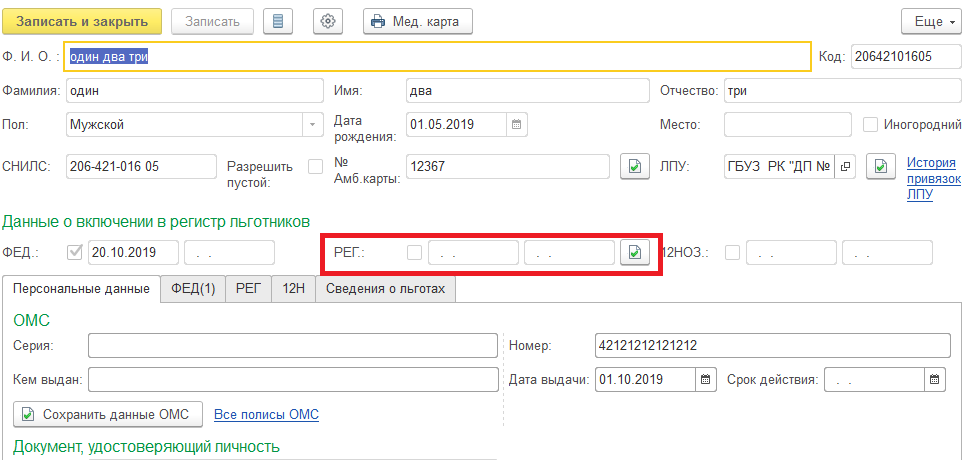 Записать и закрыть Записать Мед. карта Еще
Ф. И. О. : один два три Код: 20642101605
Фамилия: один Имя: два Отчество: три
Пол: Мужской Дата рождения: 01.05.2019 Место: Иногородний
СНИЛС: 206-421-016 05 Разрешить пустой: № Амб.карты: 12367 ЛПУ: ГБУЗ РК "ДП № История привязок ЛПУ
Данные о включении в регистр льготников
ФЕД.: 20.10.2019 . . РЕГ.: . . . . 12НОЗ.: . . . .
Персональные данные ФЕД(1) РЕГ 12Н Сведения о льготах
ОМС
Серия: Номер: 42121212121212
Кем выдан: Дата выдачи: 01.10.2019 Срок действия: . .
Сохранить данные ОМС Все полисы ОМС
Документ, удостоверяющий личность